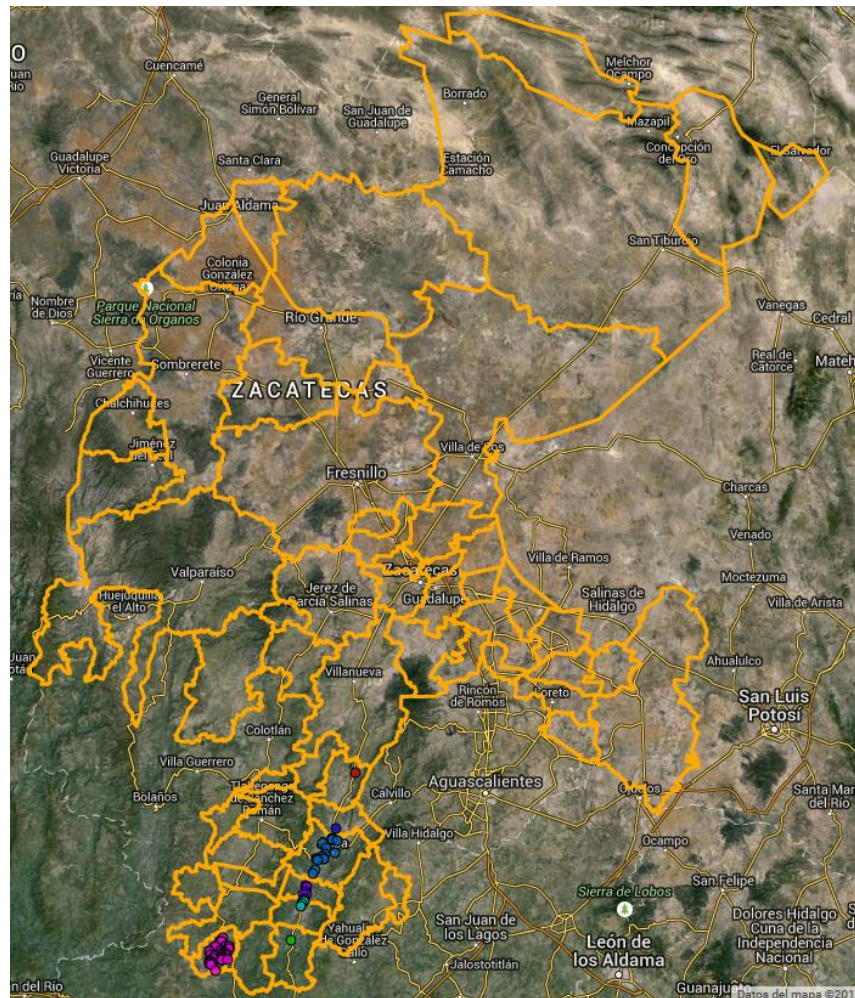 O
Cuencamé
Melchor
Ocampo
General
Simón Bolívar
San Juan de
Guadalupe
Borrado
Mazapil
Concepción
del Oro
El Salvador
Guadalupe
Victoria
Santa Clara
Estación
Camacho
Juan Aldama
San Tiburcio
Colonia
González
Ortega
Parque Nacional
Sierra de Órganos
Nombre
de Dios
Río Grande
Vanegas
Cedral
Vicente
Guerrero
Sombrerete
Real de
Catorce
Mateh
ZACATECAS
Chalchihuites
Jiménez
del Teul
Villa de Cos
Fresnillo
Charcas
Venado
Villa de Ramos
Zacatecas
Guadalupe
Valparaíso
Jerez de
García Salinas
Moctezuma
Huejuquilla
el Alto
Salinas de
Hidalgo
Villa de Arista
Juan
Ahualulco
Villanueva
Rincón
de Romos
Loreto
San Luis
Potosí
Colotlán
Villa Guerrero
Bolaños
Tlaltenango
de Sánchez
Román
Calvillo
Aguascalientes
Ojuelos
Santa Mar
del Río
Villa Hidalgo
Ocampo
Sierra de Lobos
San Felipe
Yahualica
de González
Gallo
San Juan de
los Lagos
León de
los Aldama
Dolores Hidalgo
Cuna de la
Independencia
Nacional
Jalostotitlán
an del Río
Guanajuato
Datos del mapa ©201